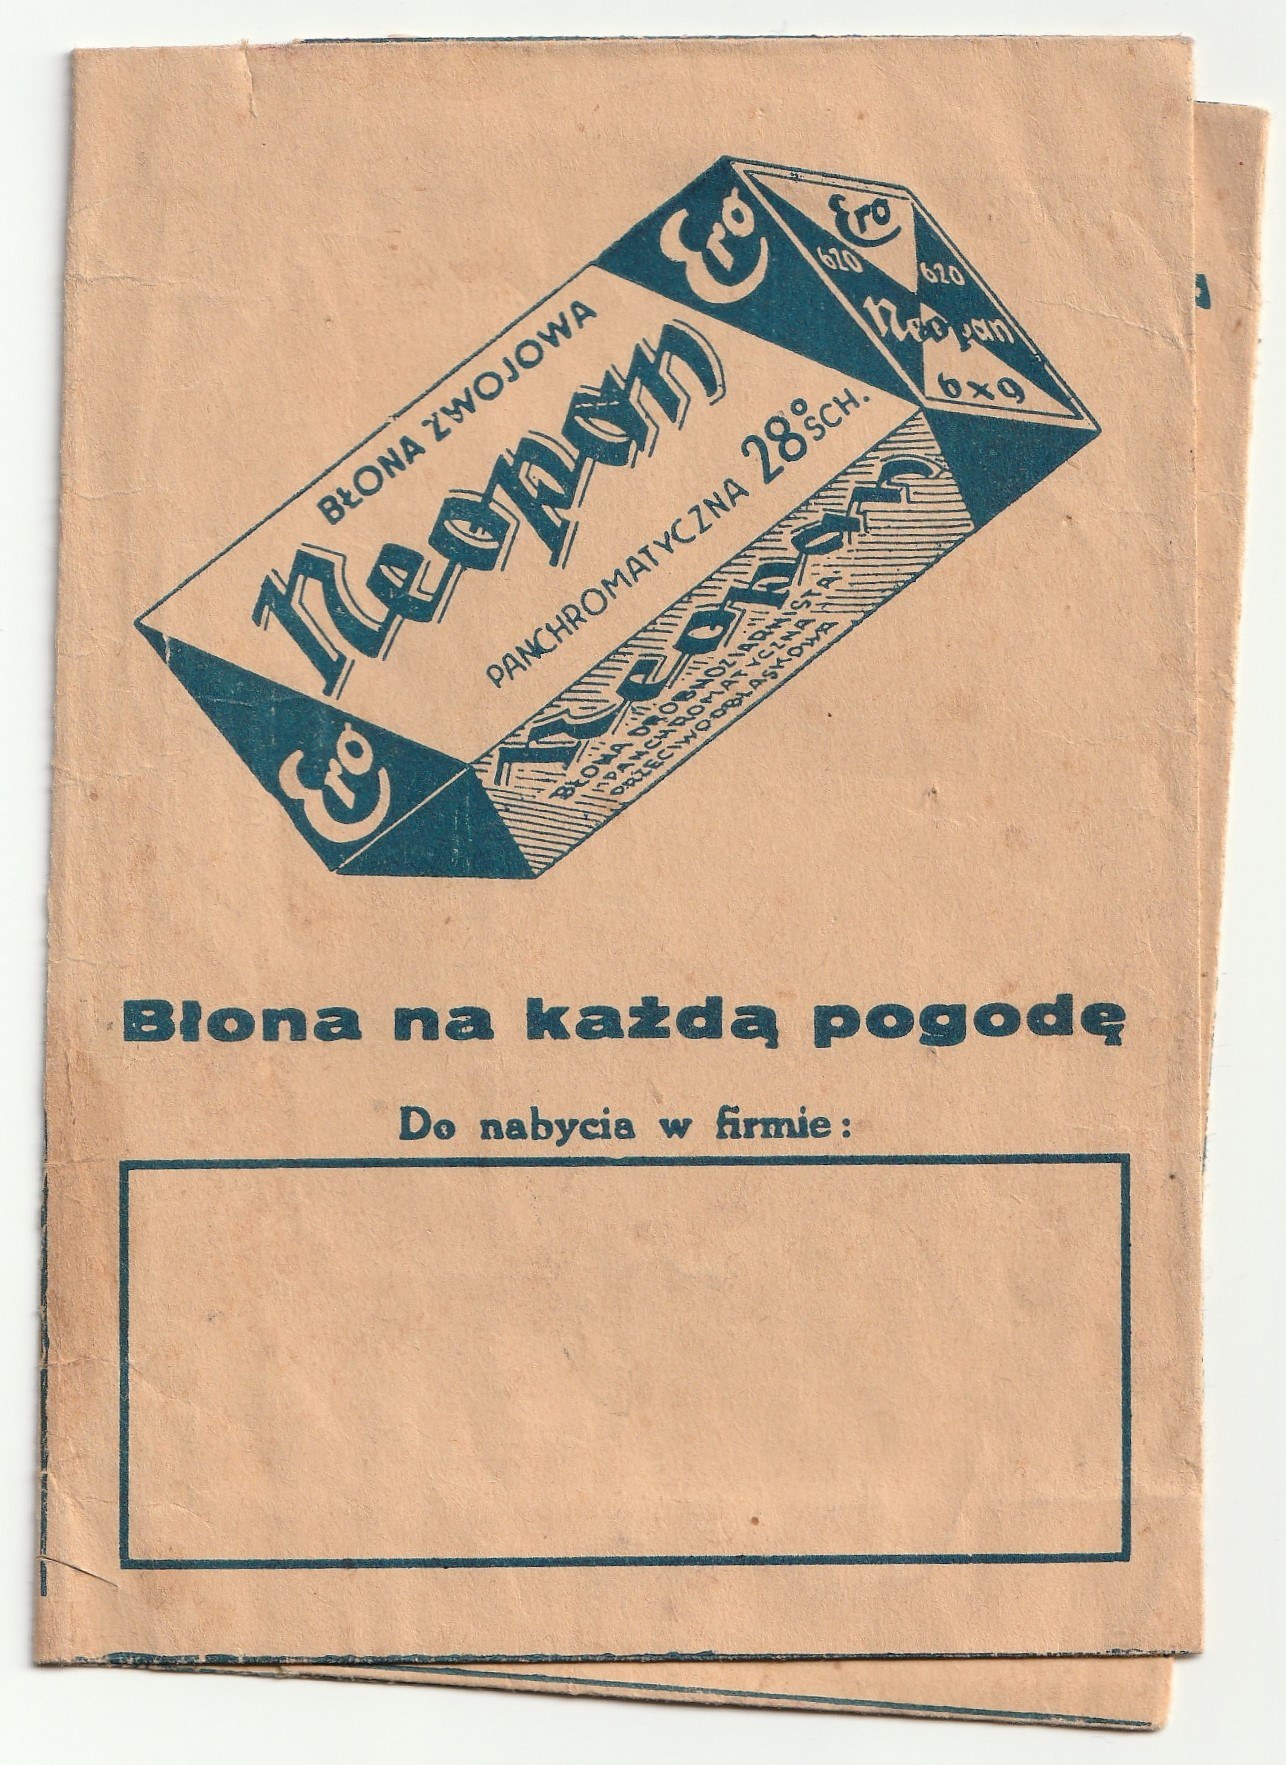 Ero
Ero
620
620
Neopan
6x9
BŁONA ZWOJOWA
Neopan
PANCHROMATYCZNA 28° SCH.
Neohar
BŁONA DROBNOZIARNISTA.
PANCHROMATYCZNA
PRZECIWODBLASKOWA
Ero
Błona na każdą pogodę
Do nabycia w firmie: